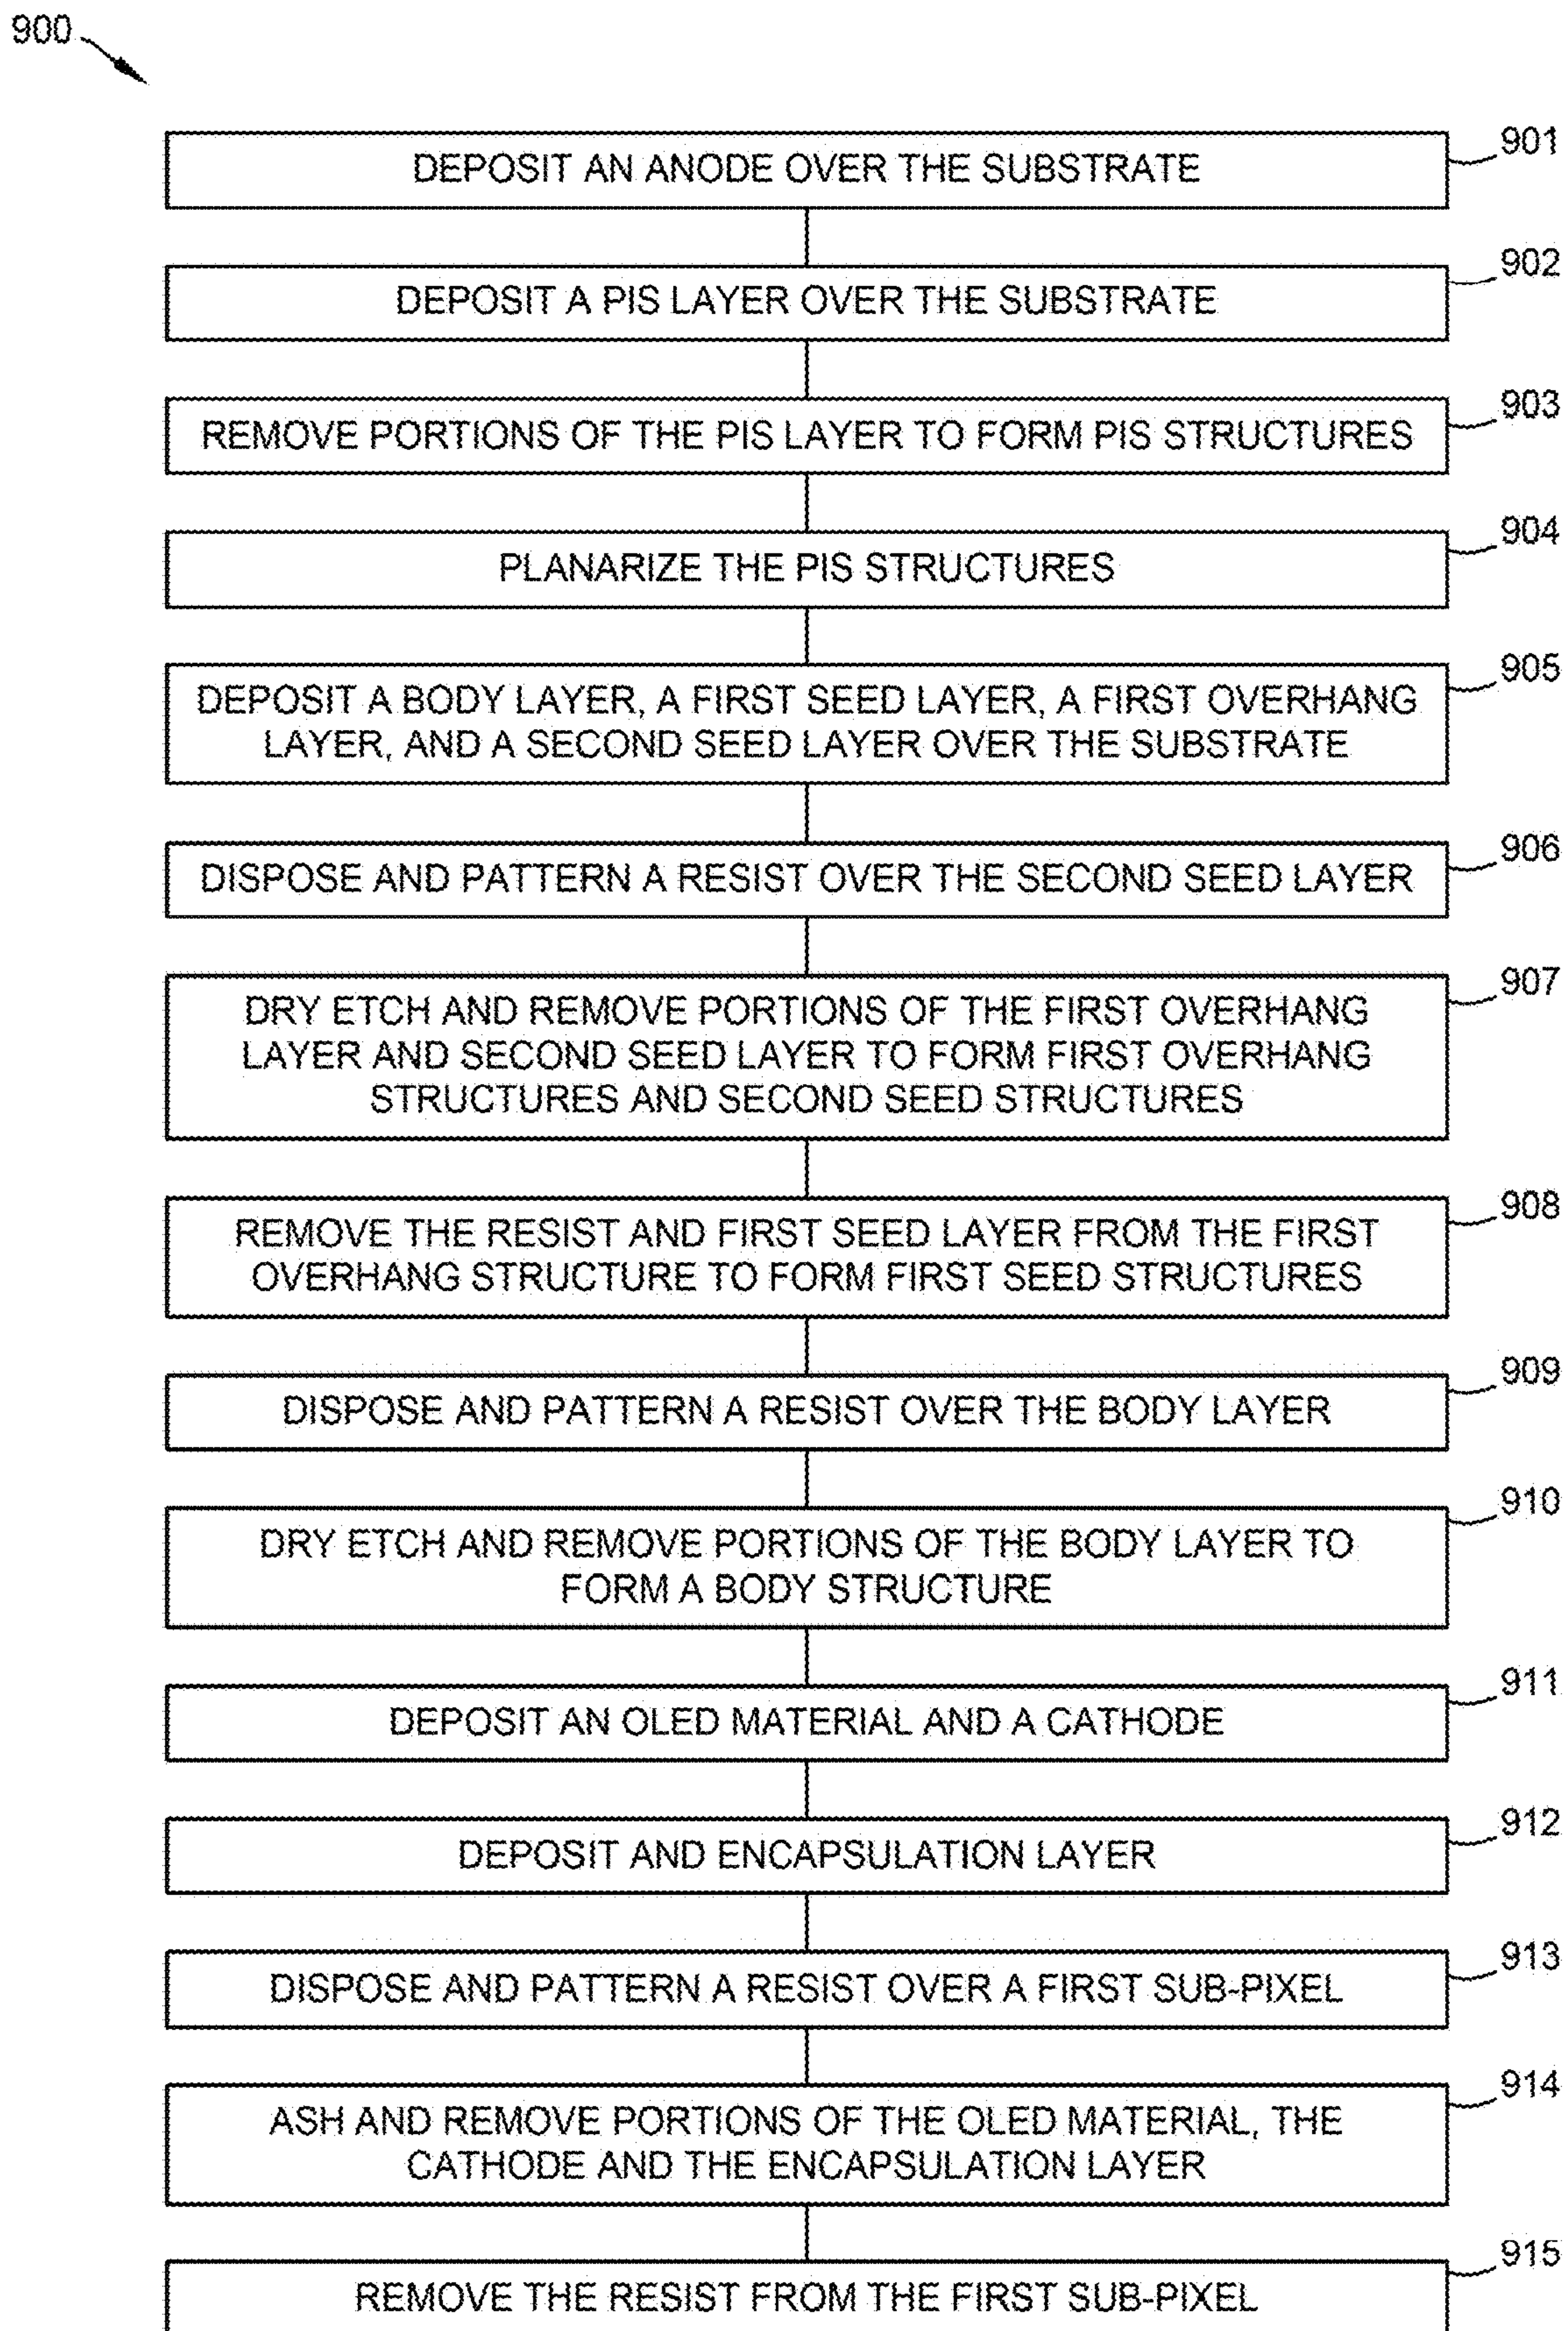 900
DEPOSIT AN ANODE OVER THE SUBSTRATE
901
DEPOSIT A PIS LAYER OVER THE SUBSTRATE
902
REMOVE PORTIONS OF THE PIS LAYER TO FORM PIS STRUCTURES
903
PLANARIZE THE PIS STRUCTURES
904
DEPOSIT A BODY LAYER, A FIRST SEED LAYER, A FIRST OVERHANG
LAYER, AND A SECOND SEED LAYER OVER THE SUBSTRATE
905
DISPOSE AND PATTERN A RESIST OVER THE SECOND SEED LAYER
906
DRY ETCH AND REMOVE PORTIONS OF THE FIRST OVERHANG
LAYER AND SECOND SEED LAYER TO FORM FIRST OVERHANG
STRUCTURES AND SECOND SEED STRUCTURES
907
REMOVE THE RESIST AND FIRST SEED LAYER FROM THE FIRST
OVERHANG STRUCTURE TO FORM FIRST SEED STRUCTURES
908
DISPOSE AND PATTERN A RESIST OVER THE BODY LAYER
909
DRY ETCH AND REMOVE PORTIONS OF THE BODY LAYER TO
FORM A BODY STRUCTURE
910
DEPOSIT AN OLED MATERIAL AND A CATHODE
911
DEPOSIT AND ENCAPSULATION LAYER
912
DISPOSE AND PATTERN A RESIST OVER A FIRST SUB-PIXEL
913
ASH AND REMOVE PORTIONS OF THE OLED MATERIAL, THE
CATHODE AND THE ENCAPSULATION LAYER
914
REMOVE THE RESIST FROM THE FIRST SUB-PIXEL
915